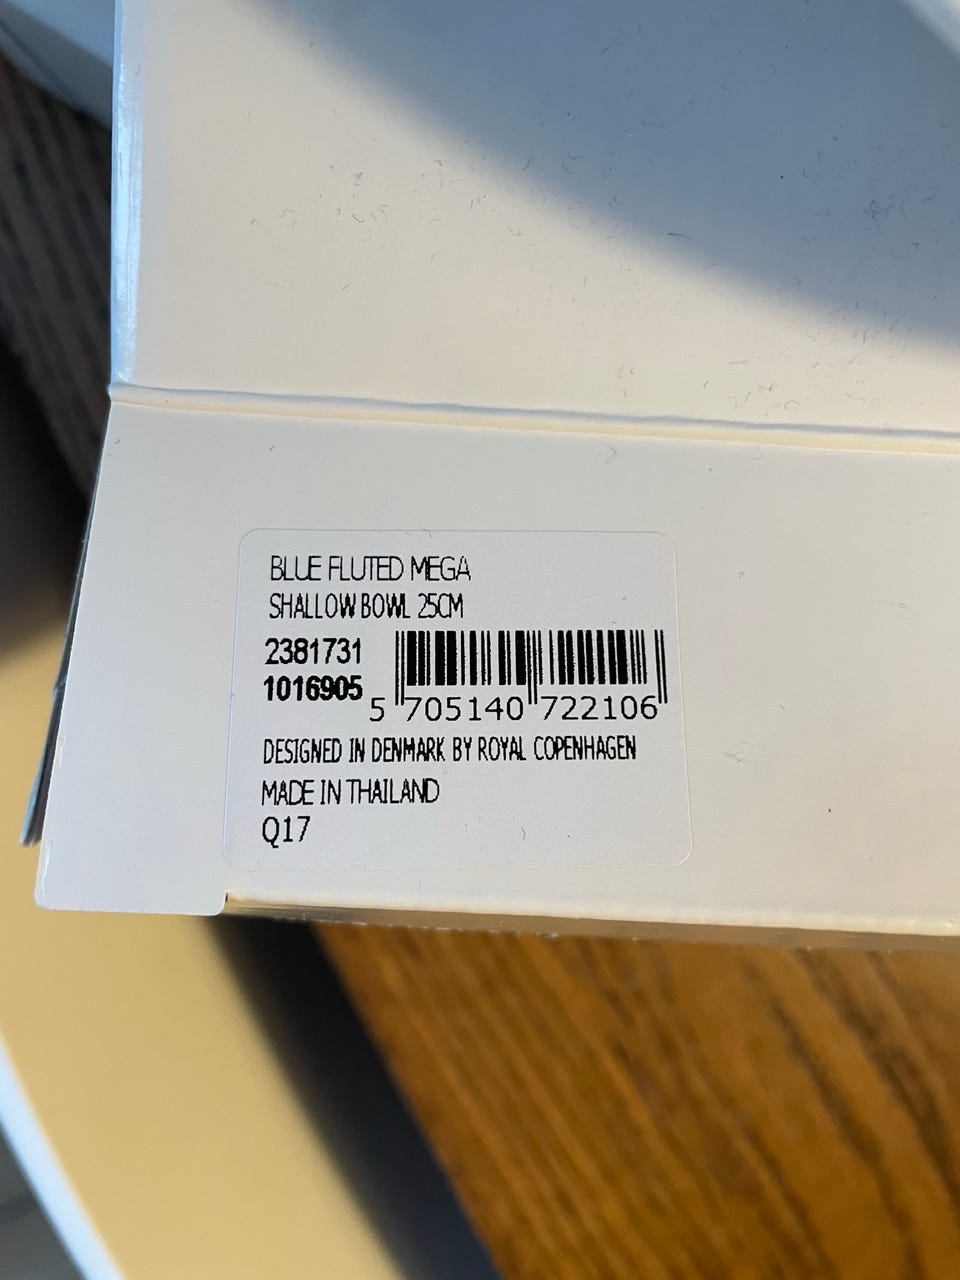 BLUE FLUTED MEGA
SHALLOW BOWL 25CM
2381731
1016905
5 705140 722106
DESIGNED IN DENMARK BY ROYAL COPENHAGEN
MADE IN THAILAND
Q17